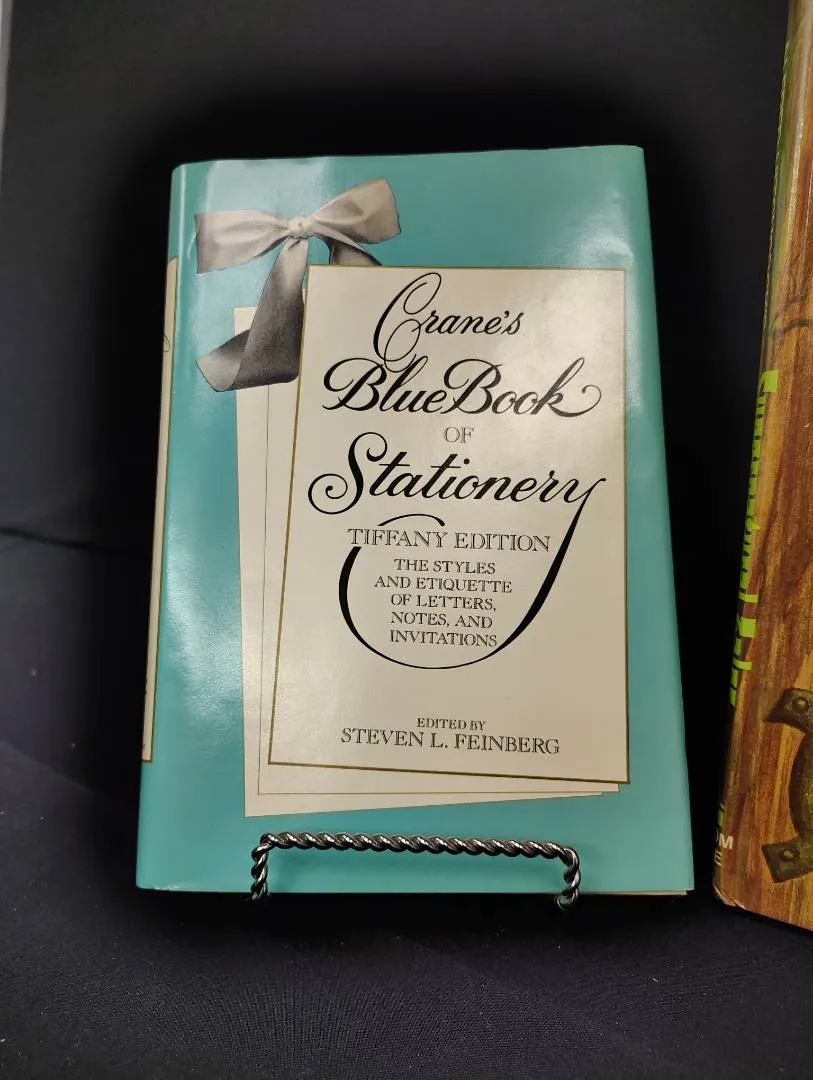 Crane's
Blue Book
OF
Stationery
TIFFANY EDITION
THE STYLES
AND ETIQUETTE
OF LETTERS,
NOTES, AND
INVITATIONS
EDITED BY
STEVEN L. FEINBERG